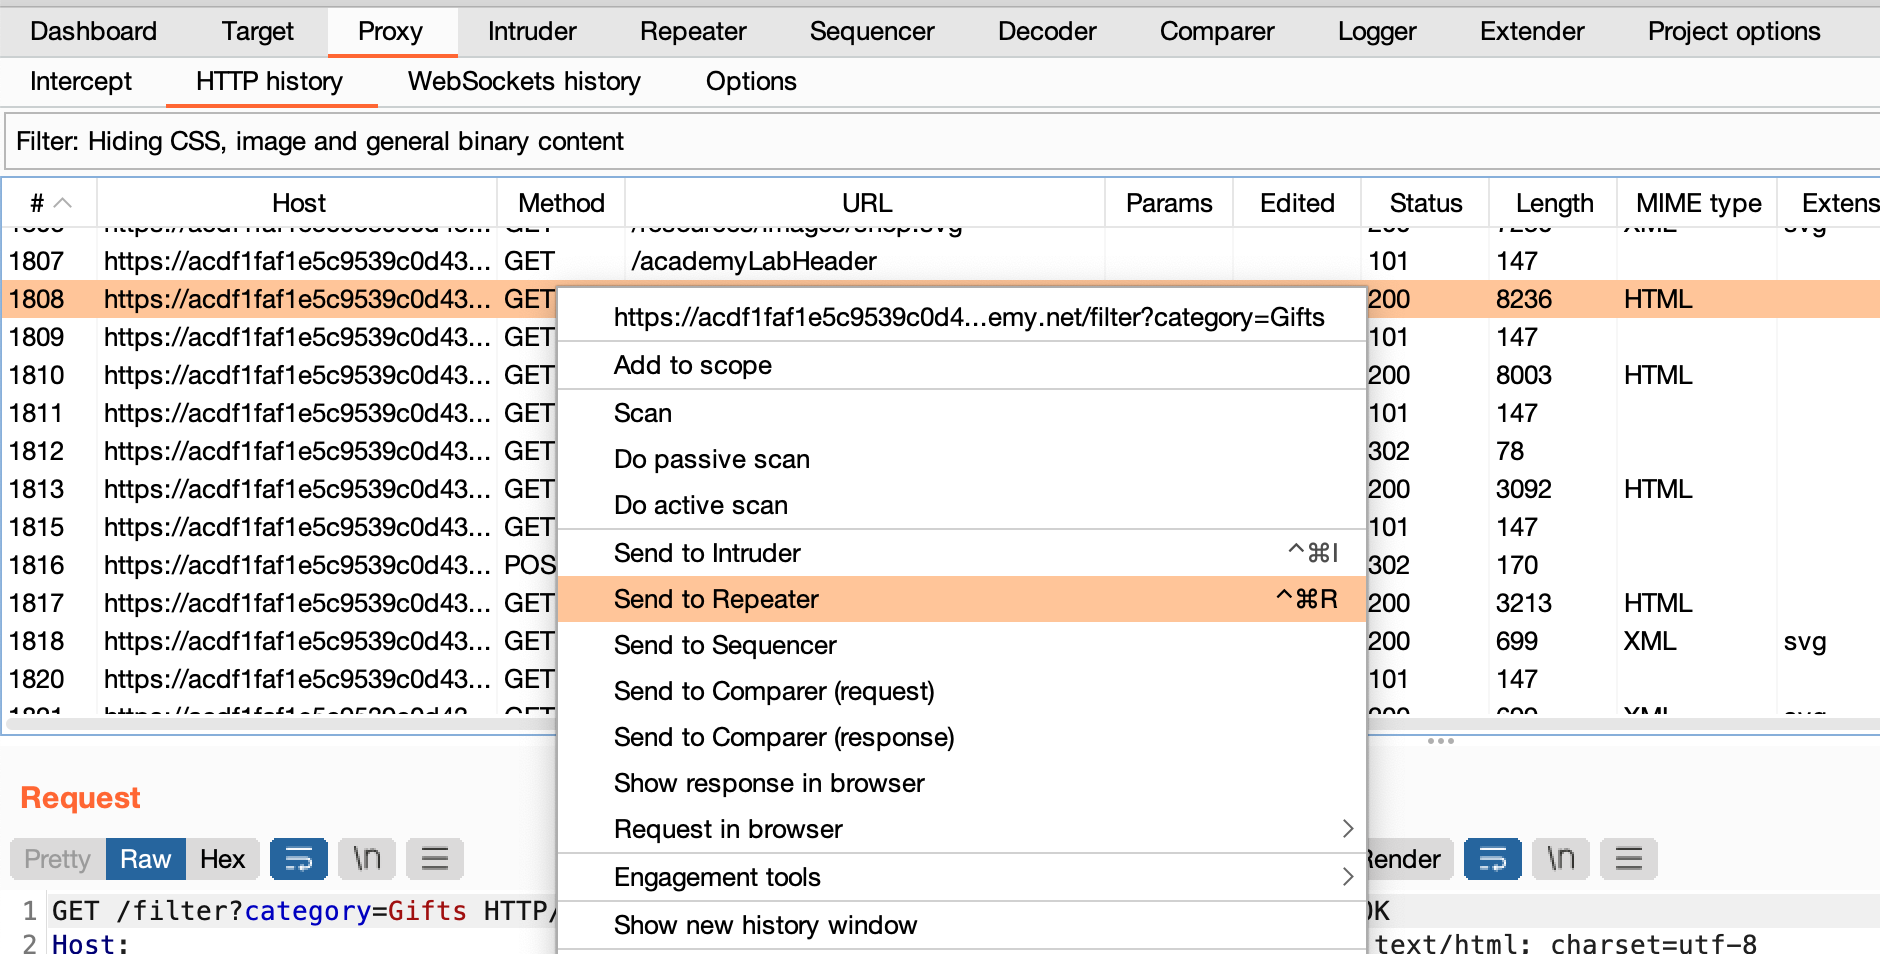 Dashboard Target Proxy Intruder Repeater Sequencer Decoder Comparer Logger Extender Project options
Intercept HTTP history WebSockets history Options
Filter: Hiding CSS, image and general binary content
# Host Method URL Params Edited Status Length MIME type Extens
1807 https://acdf1faf1e5c9539c0d43... GET /academyLabHeader 101 147
1808 https://acdf1faf1e5c9539c0d43... GET 200 8236 HTML
https://acdf1faf1e5c9539c0d4...emy.net/filter?category=Gifts
1809 https://acdf1faf1e5c9539c0d43... GET 101 147
Add to scope
1810 https://acdf1faf1e5c9539c0d43... GET 200 8003 HTML
Scan
1811 https://acdf1faf1e5c9539c0d43... GET 101 147
Do passive scan
1812 https://acdf1faf1e5c9539c0d43... GET 302 78
1813 https://acdf1faf1e5c9539c0d43... GET 200 3092 HTML
Do active scan
1815 https://acdf1faf1e5c9539c0d43... GET 101 147
Send to Intruder ^⌘I
1816 https://acdf1faf1e5c9539c0d43... POS 302 170
Send to Repeater ^⌘R
1817 https://acdf1faf1e5c9539c0d43... GET 200 3213 HTML
Send to Sequencer
1818 https://acdf1faf1e5c9539c0d43... GET 200 699 XML svg
1820 https://acdf1faf1e5c9539c0d43... GET 101 147
Send to Comparer (request)
Send to Comparer (response)
Show response in browser
Request in browser
Engagement tools
Show new history window
Request
Pretty Raw Hex \n
Render \n
1 GET /filter?category=Gifts HTTP/
OK
2 Host:
text/html; charset=utf-8